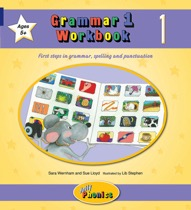 Ages
5+
Grammar 1
Workbook
1
First steps in grammar, spelling and punctuation
Sara Wernham and Sue Lloyd
Illustrated by Lib Stephen
Jolly
Phonics